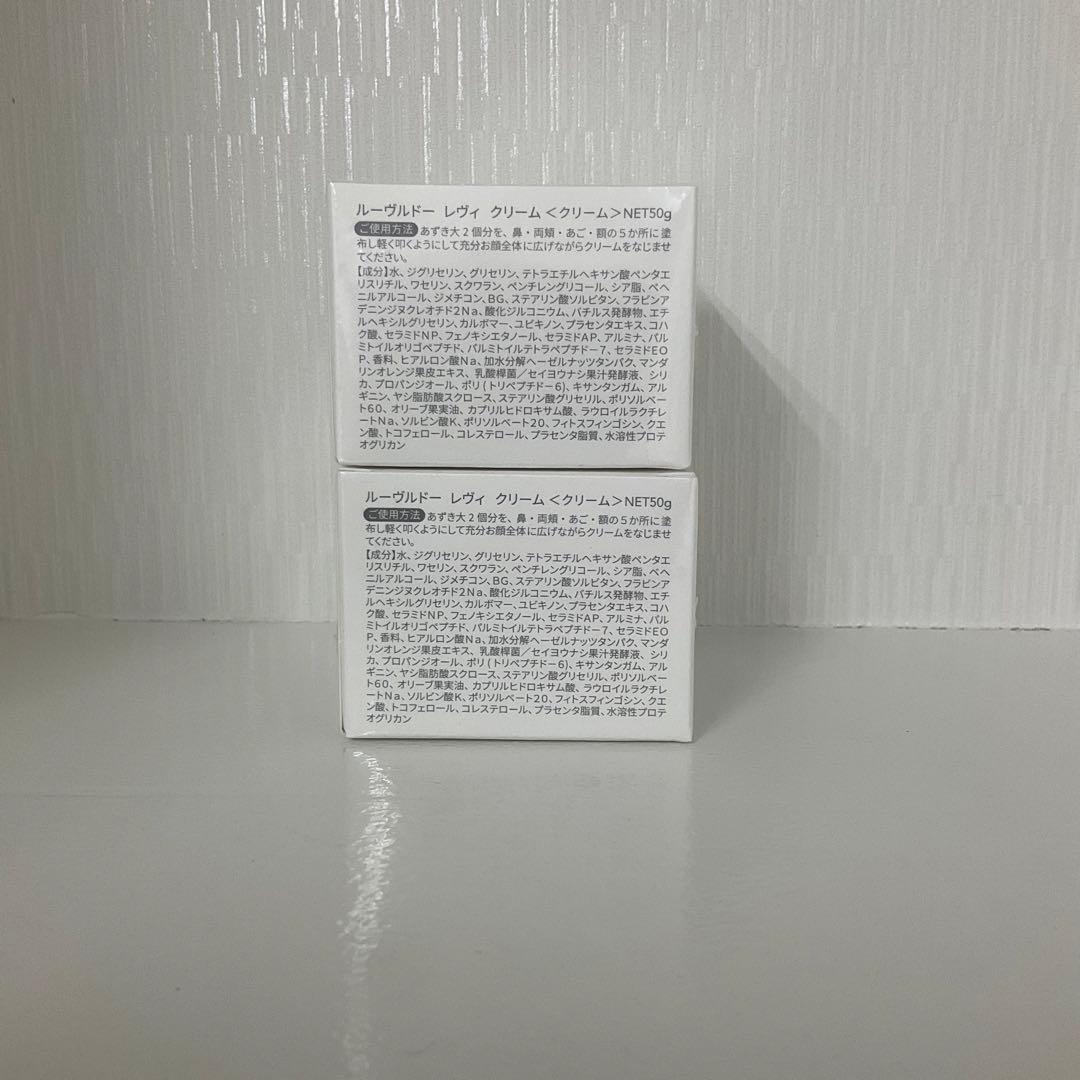 ルーヴルドー レヴィ クリーム＜クリーム＞NET50g
ご使用方法 あずき大2個分を、鼻・両頬・あご・額の5か所に塗
布し軽く叩くようにして充分お顔全体に広げながらクリームをなじませ
てください。
【成分】水、ジグリセリン、グリセリン、テトラエチルヘキサン酸ペンタエ
リスリチル、ワセリン、スクワラン、ペンチレングリコール、シア脂、ベヘ
ニルアルコール、ジメチコン、BG、ステアリン酸ソルビタン、フラビンア
デニンジヌクレオチド2Na、酸化ジルコニウム、バチルス発酵物、エチ
ルヘキシルグリセリン、カルボマー、ユビキノン、プラセンタエキス、コハ
ク酸、セラミドNP、フェノキシエタノール、セラミドAP、アルミナ、パル
ミトイルオリゴペプチド、パルミトイルテトラペプチド－7、セラミドEO
P、香料、ヒアルロン酸Na、加水分解ヘーゼルナッツタンパク、マンダ
リンオレンジ果皮エキス、乳酸桿菌／セイヨウナシ果汁発酵液、シリ
カ、プロパンジオール、ポリ(トリペプチド－6)、キサンタンガム、アル
ギニン、ヤシ脂肪酸スクロース、ステアリン酸グリセリル、ポリソルベー
ト60、オリーブ果実油、カプリルヒドロキサム酸、ラウロイルラクチレ
ートNa、ソルビン酸K、ポリソルベート20、フィトスフィンゴシン、クエ
ン酸、トコフェロール、コレステロール、プラセンタ脂質、水溶性プロテ
オグリカン
ルーヴルドー レヴィ クリーム＜クリーム＞NET50g
ご使用方法 あずき大2個分を、鼻・両頬・あご・額の5か所に塗
布し軽く叩くようにして充分お顔全体に広げながらクリームをなじませ
てください。
【成分】水、ジグリセリン、グリセリン、テトラエチルヘキサン酸ペンタエ
リスリチル、ワセリン、スクワラン、ペンチレングリコール、シア脂、ベヘ
ニルアルコール、ジメチコン、BG、ステアリン酸ソルビタン、フラビンア
デニンジヌクレオチド2Na、酸化ジルコニウム、バチルス発酵物、エチ
ルヘキシルグリセリン、カルボマー、ユビキノン、プラセンタエキス、コハ
ク酸、セラミドNP、フェノキシエタノール、セラミドAP、アルミナ、パル
ミトイルオリゴペプチド、パルミトイルテトラペプチド－7、セラミドEO
P、香料、ヒアルロン酸Na、加水分解ヘーゼルナッツタンパク、マンダ
リンオレンジ果皮エキス、乳酸桿菌／セイヨウナシ果汁発酵液、シリ
カ、プロパンジオール、ポリ(トリペプチド－6)、キサンタンガム、アル
ギニン、ヤシ脂肪酸スクロース、ステアリン酸グリセリル、ポリソルベー
ト60、オリーブ果実油、カプリルヒドロキサム酸、ラウロイルラクチレ
ートNa、ソルビン酸K、ポリソルベート20、フィトスフィンゴシン、クエ
ン酸、トコフェロール、コレステロール、プラセンタ脂質、水溶性プロテ
オグリカン